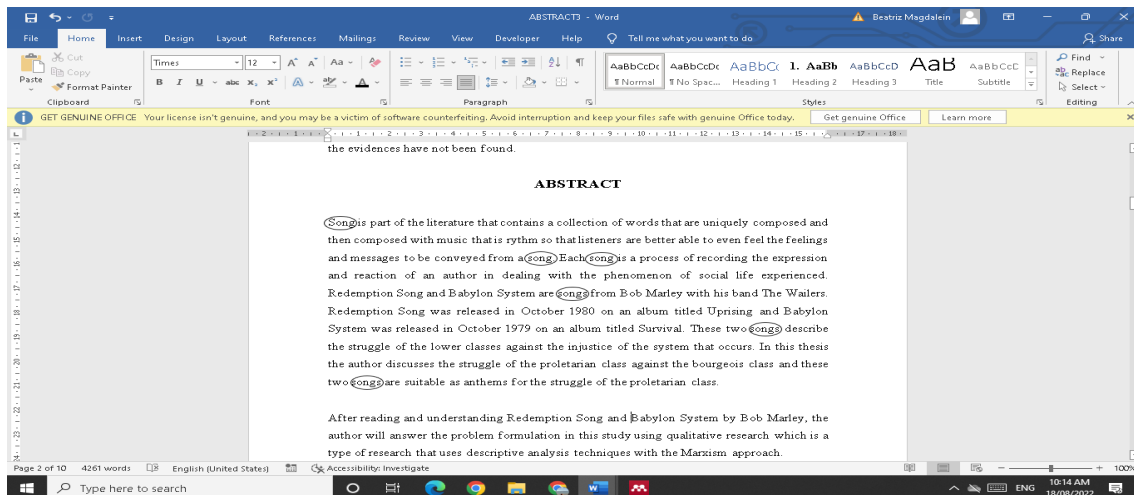 ABSTRACT3 - Word
Beatriz Magdalein
File Home Insert Design Layout References Mailings Review View Developer Help Tell me what you want to do Share
Paste
Cut
Copy
Format Painter
Times 12
Clipboard Font Paragraph Styles Editing
AaBbCcDc AaBbCcDc AaBbCc 1. AaBb AaBbCcD AaB AaBbCcD
¶ Normal ¶ No Spac... Heading 1 Heading 2 Heading 3 Title Subtitle
Find
Replace
Select
GET GENUINE OFFICE Your license isn't genuine, and you may be a victim of software counterfeiting. Avoid interruption and keep your files safe with genuine Office today. Get genuine Office Learn more
the evidences have not been found.
ABSTRACT
Song is part of the literature that contains a collection of words that are uniquely composed and
then composed with music that is rythm so that listeners are better able to even feel the feelings
and messages to be conveyed from a song. Each song is a process of recording the expression
and reaction of an author in dealing with the phenomenon of social life experienced.
Redemption Song and Babylon System are songs from Bob Marley with his band The Wailers.
Redemption Song was released in October 1980 on an album titled Uprising and Babylon
System was released in October 1979 on an album titled Survival. These two songs describe
the struggle of the lower classes against the injustice of the system that occurs. In this thesis
the author discusses the struggle of the proletarian class against the bourgeois class and these
two songs are suitable as anthems for the struggle of the proletarian class.
After reading and understanding Redemption Song and Babylon System by Bob Marley, the
author will answer the problem formulation in this study using qualitative research which is a
type of research that uses descriptive analysis techniques with the Marxism approach.
Page 2 of 10 4261 words English (United States) Accessibility: Investigate 100%
Type here to search
ENG
10:14 AM
18/08/2022